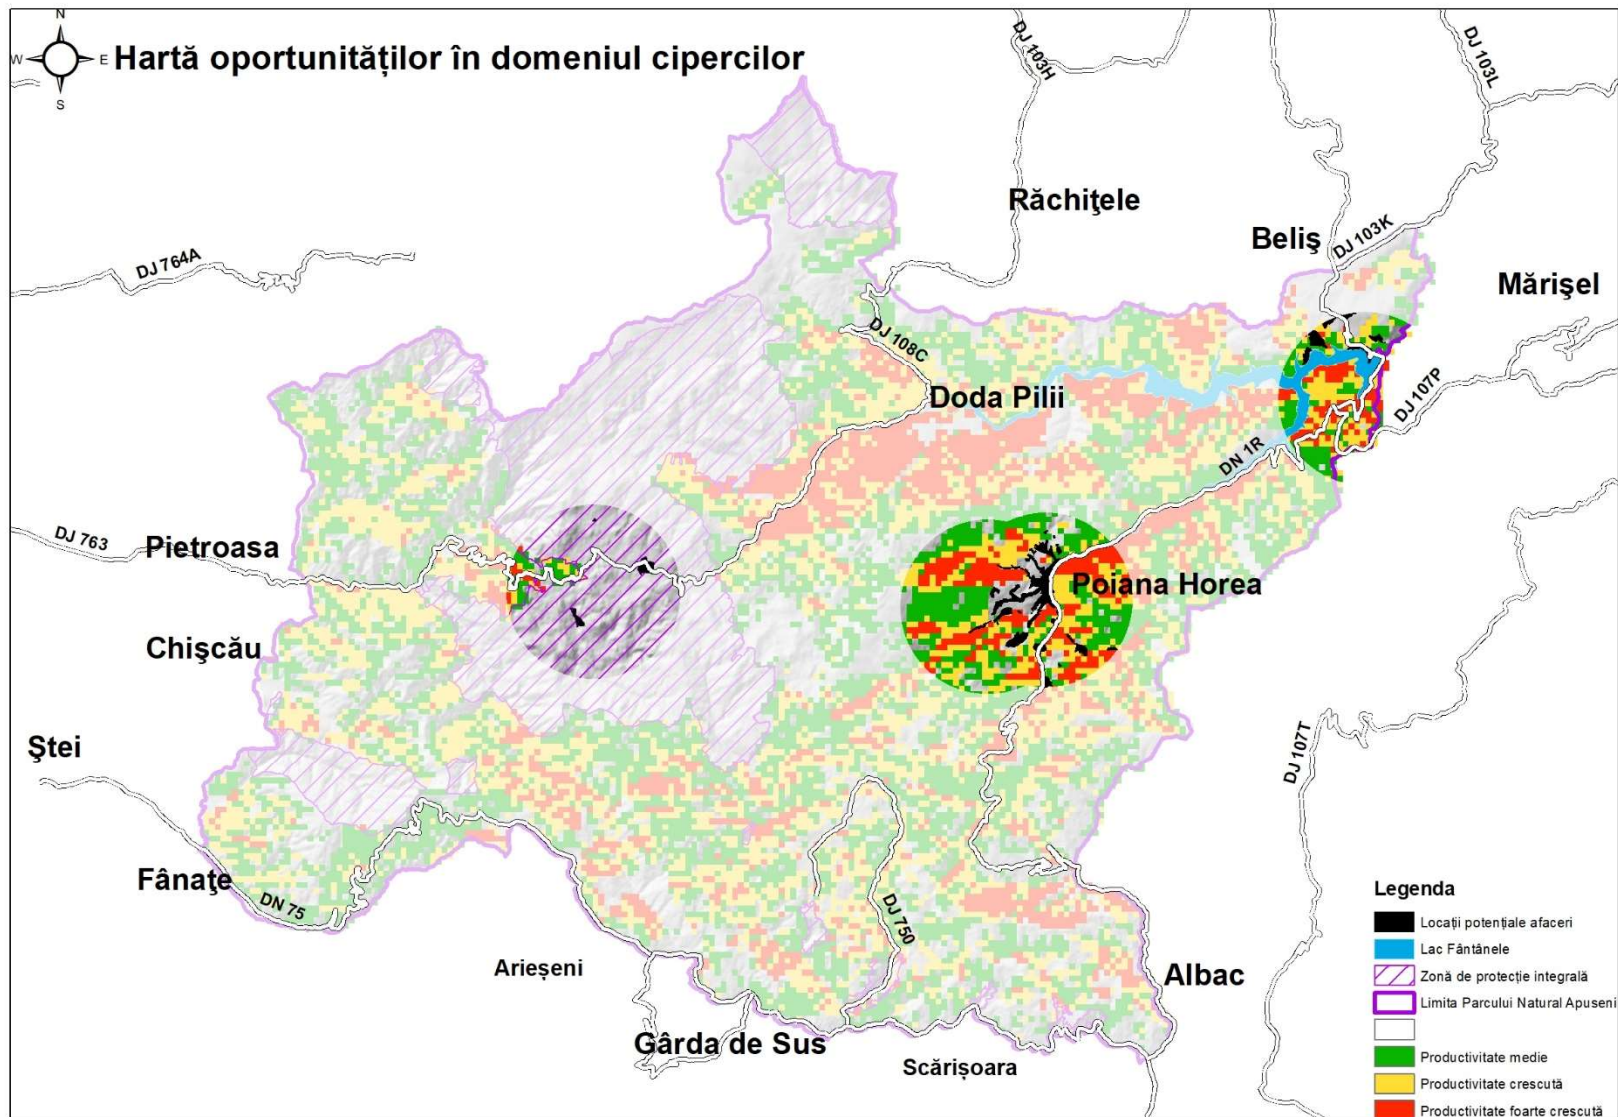 N
W E
S
Hartă oportunităților în domeniul cipercilor
DJ 103H
DJ 103L
Răchiţele
Beliş
DJ 103K
DJ 764A
Mărişel
DJ 108C
Doda Pilii
DJ 107P
DN 1R
DJ 763
Pietroasa
Poiana Horea
Chişcău
Ştei
DJ 107T
Fânaţe
DN 75
DJ 750
Arieșeni
Albac
Gârda de Sus
Scărișoara
Legenda
Locații potențiale afaceri
Lac Fântânele
Zonă de protecție integrală
Limita Parcului Natural Apuseni
Productivitate medie
Productivitate crescută
Productivitate foarte crescută